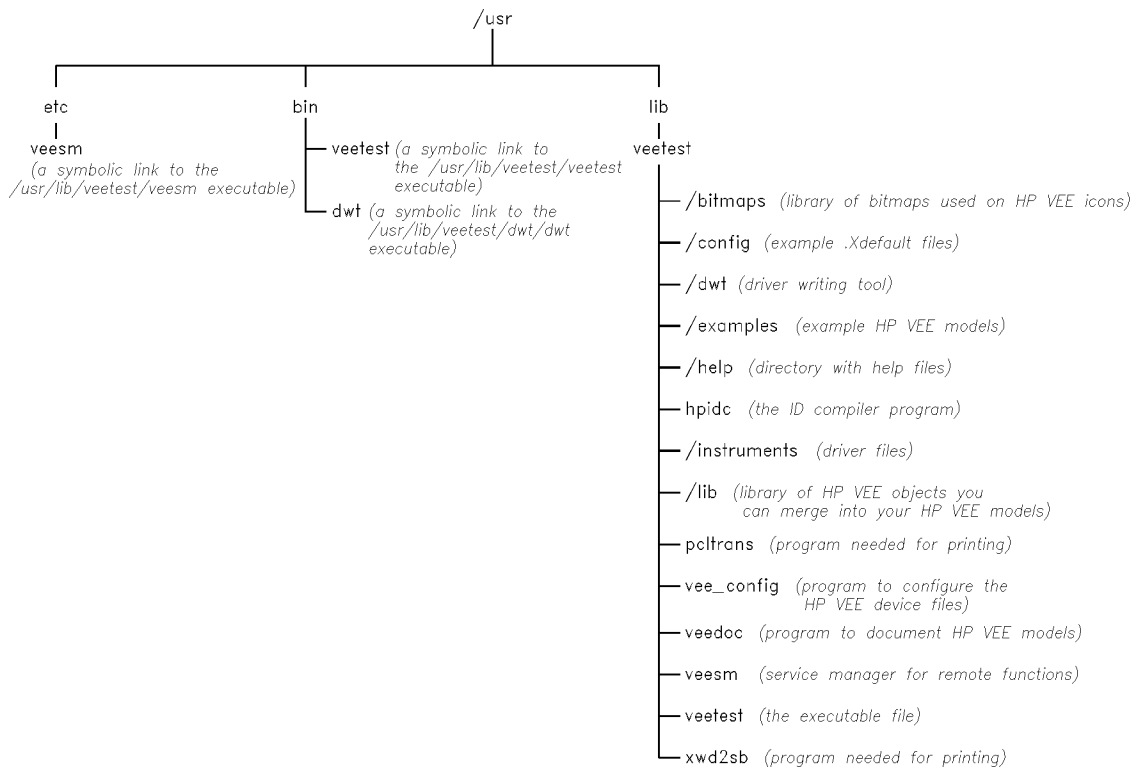 /usr
etc
bin
lib
veesm
(a symbolic link to the
/usr/lib/veetest/veesm executable)
veetest (a symbolic link to
the /usr/lib/veetest/veetest
executable)
dwt (a symbolic link to the
/usr/lib/veetest/dwt/dwt
executable)
veetest
/bitmaps (library of bitmaps used on HP VEE icons)
/config (example .Xdefault files)
/dwt (driver writing tool)
/examples (example HP VEE models)
/help (directory with help files)
hpidc (the ID compiler program)
/instruments (driver files)
/lib (library of HP VEE objects you
can merge into your HP VEE models)
pcltrans (program needed for printing)
vee_config (program to configure the
HP VEE device files)
veedoc (program to document HP VEE models)
veesm (service manager for remote functions)
veetest (the executable file)
xwd2sb (program needed for printing)